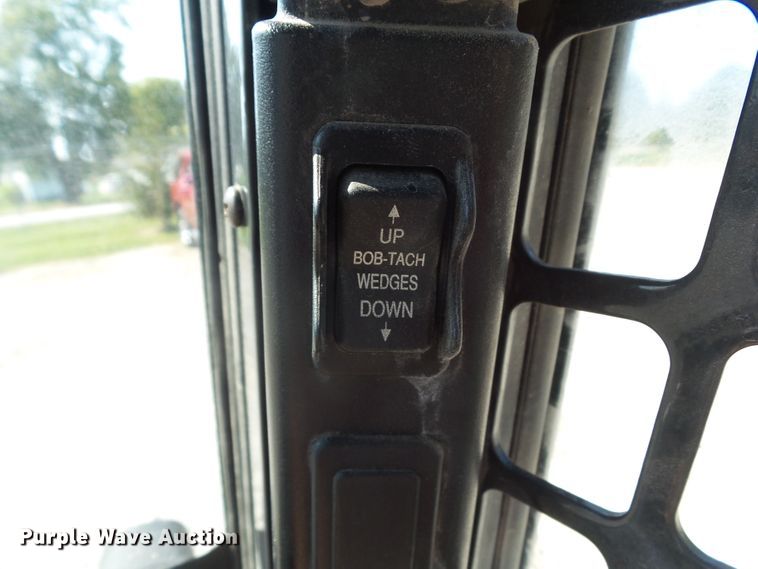 UP
BOB-TACH
WEDGES
DOWN
Purple Wave Auction